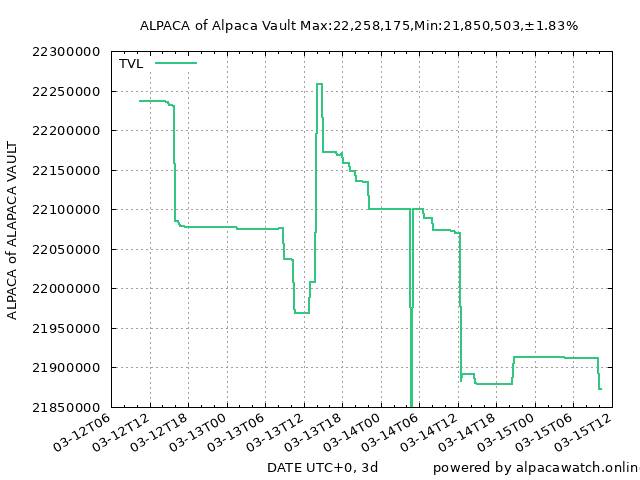 ALPACA of Alpaca Vault Max:22,258,175,Min:21,850,503,±1.83%
TVL
22300000
22250000
22200000
22150000
22100000
22050000
22000000
21950000
21900000
21850000
ALPACA of ALAPACA VAULT
03-12T06
03-12T12
03-12T18
03-13T00
03-13T06
03-13T12
03-13T18
03-14T00
03-14T06
03-14T12
03-14T18
03-15T00
03-15T06
03-15T12
DATE UTC+0, 3d
powered by alpacawatch.online